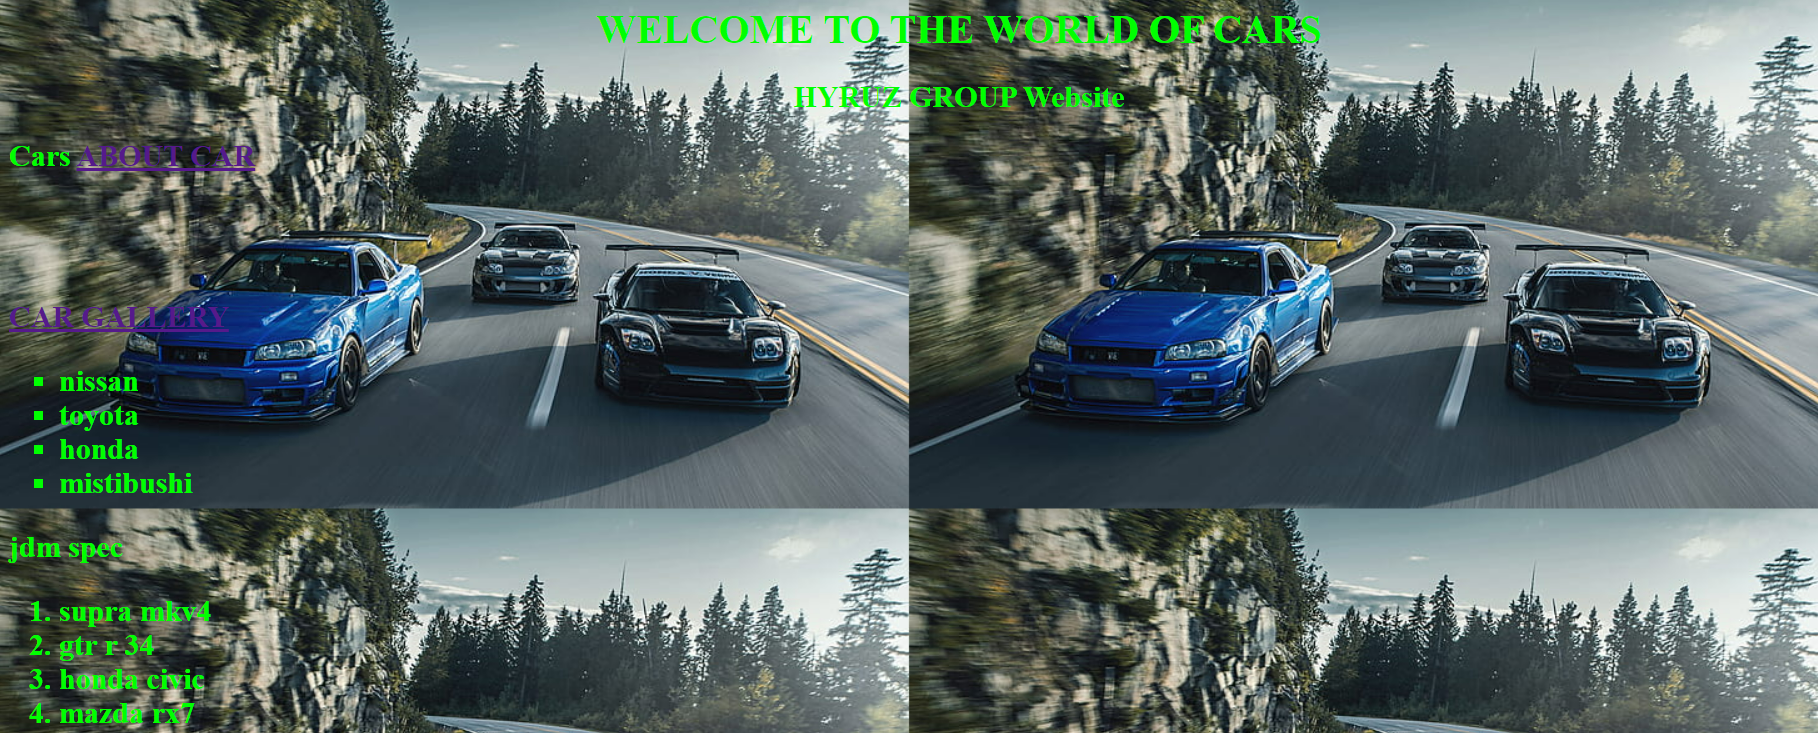 WELCOME TO THE WORLD OF CARS
HYRUZ GROUP Website
Cars ABOUT CAR
CAR GALLERY
nissan
toyota
honda
mistibushi
jdm spec
1. supra mkv4
2. gtr r 34
3. honda civic
4. mazda rx7